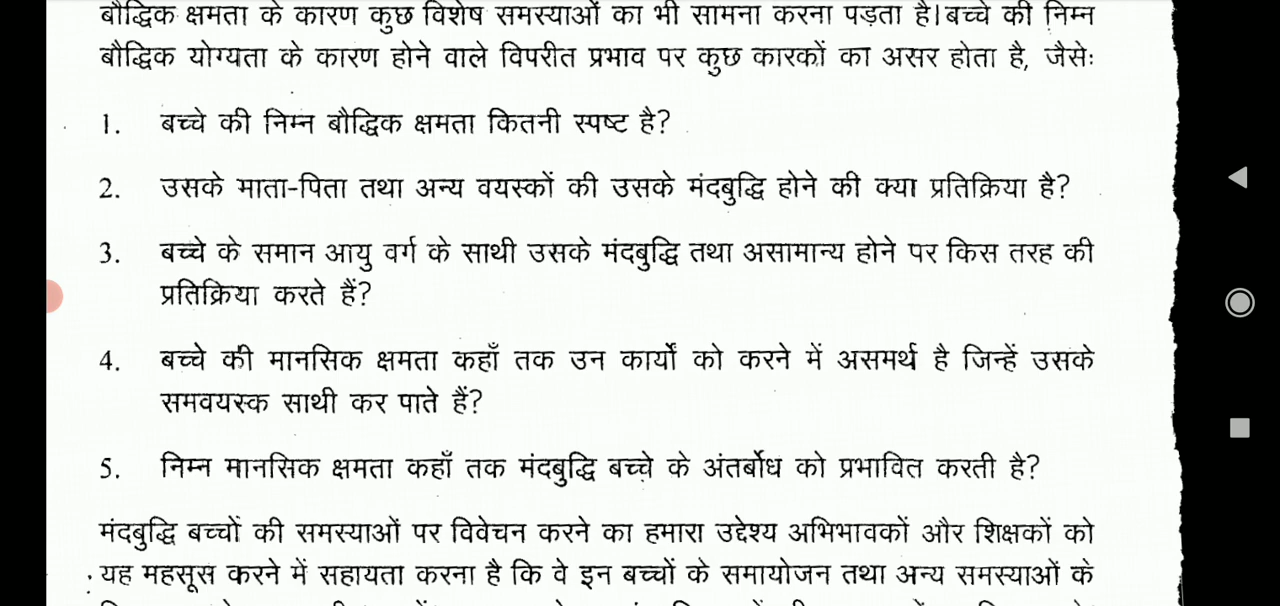 बौद्धिक क्षमता के कारण कुछ विशेष समस्याओं का भी सामना करना पड़ता है। बच्चे की निम्न
बौद्धिक योग्यता के कारण होने वाले विपरीत प्रभाव पर कुछ कारकों का असर होता है, जैसेः
1. बच्चे की निम्न बौद्धिक क्षमता कितनी स्पष्ट है?
2. उसके माता-पिता तथा अन्य वयस्कों की उसके मंदबुद्धि होने की क्या प्रतिक्रिया है?
3. बच्चे के समान आयु वर्ग के साथी उसके मंदबुद्धि तथा असामान्य होने पर किस तरह की
प्रतिक्रिया करते हैं?
4. बच्चे की मानसिक क्षमता कहाँ तक उन कार्यों को करने में असमर्थ है जिन्हें उसके
समवयस्क साथी कर पाते हैं?
5. निम्न मानसिक क्षमता कहाँ तक मंदबुद्धि बच्चे के अंतर्बोध को प्रभावित करती है?
मंदबुद्धि बच्चों की समस्याओं पर विवेचन करने का हमारा उद्देश्य अभिभावकों और शिक्षकों को
यह महसूस करने में सहायता करना है कि वे इन बच्चों के समायोजन तथा अन्य समस्याओं के